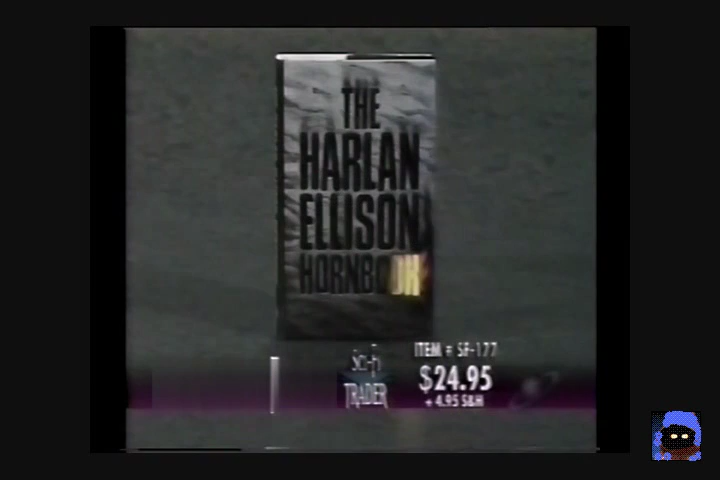 THE
HARLAN
ELLISON
HORNBOOK
ITEM # SF-177
Sci-Fi
TRADER
$24.95
+ 4.95 S&H